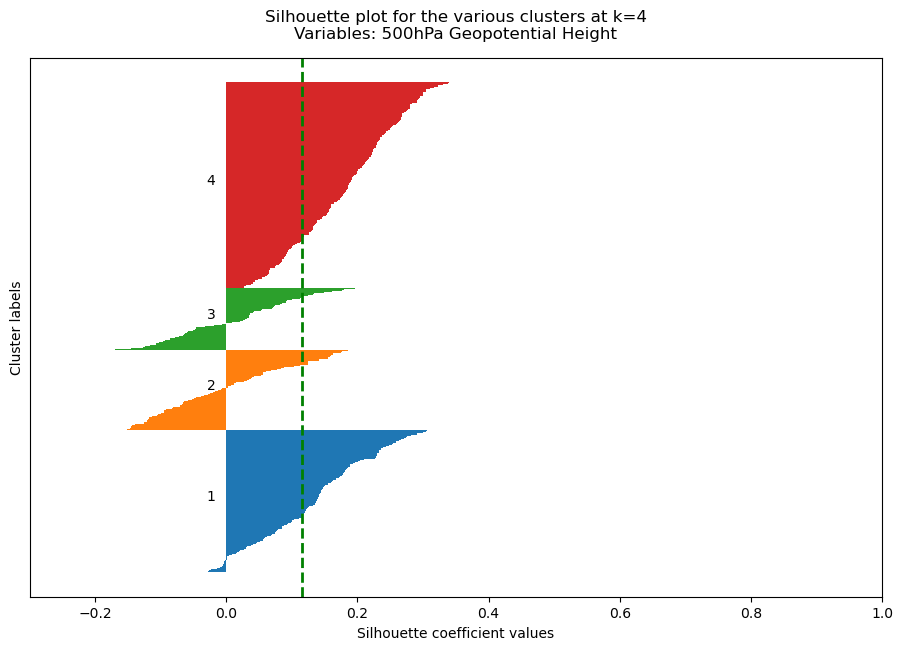 Silhouette plot for the various clusters at k=4
Variables: 500hPa Geopotential Height
4
3
2
1
Cluster labels
−0.2 0.0 0.2 0.4 0.6 0.8 1.0
Silhouette coefficient values